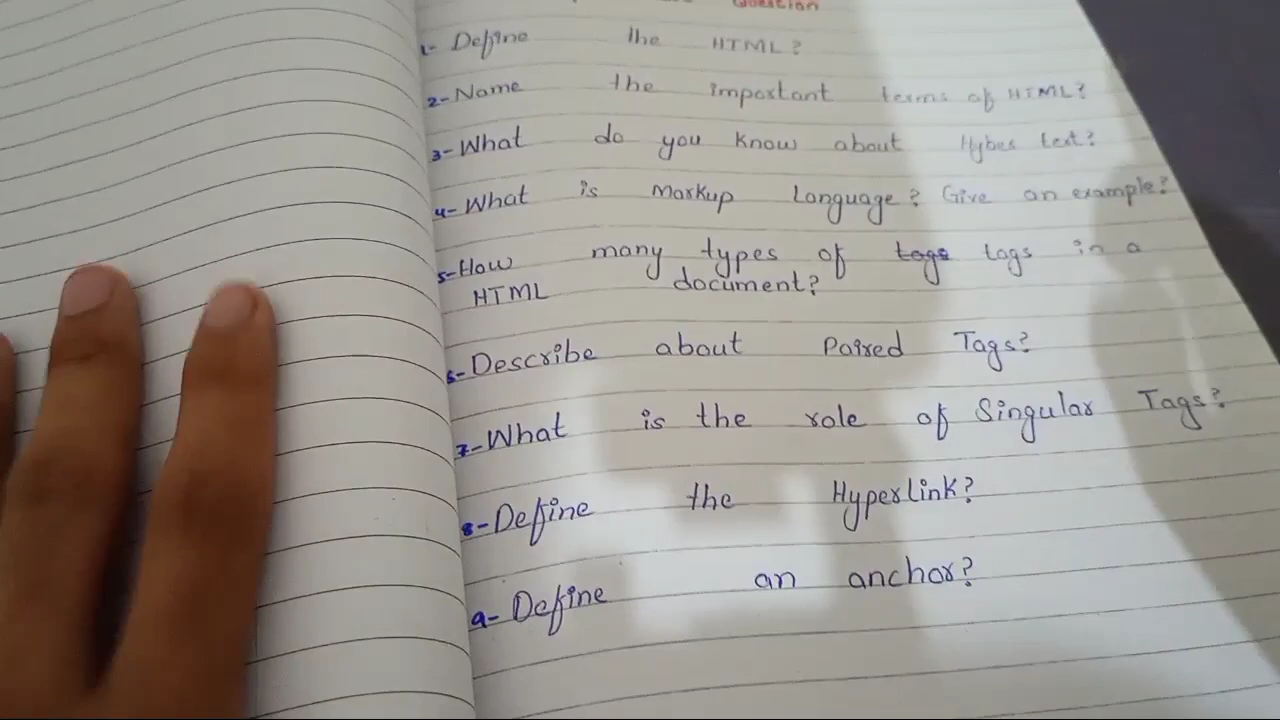 Question
1- Define the HTML?
2- Name the important terms of HTML?
3- What do you know about Hyber text?
4- What is Markup Language? Give an example?
5- How many types of tags tags in a
HTML document?
6- Describe about Paired Tags?
7- What is the role of Singular Tags?
8- Define the Hyperlink?
9- Define an anchor?